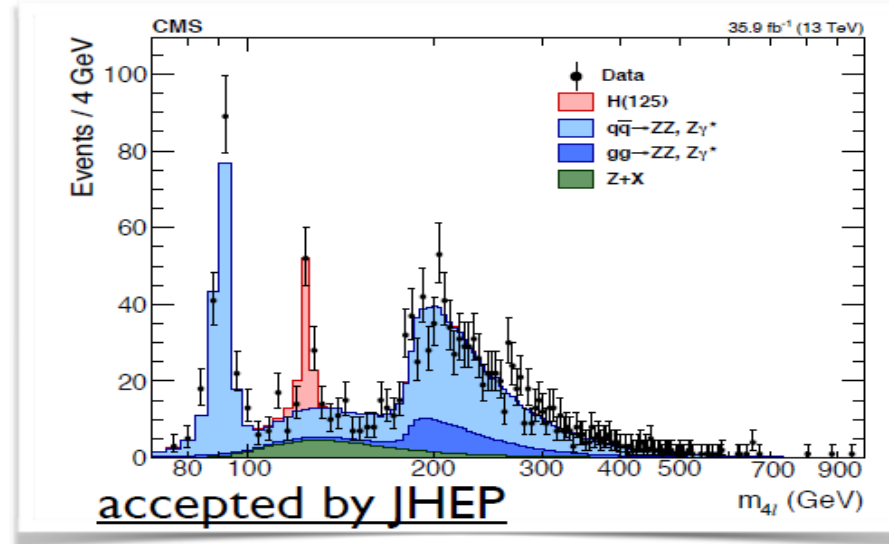 CMS
35.9 fb⁻¹ (13 TeV)
Events / 4 GeV
100
80
60
40
20
0
Data
H(125)
qq̄→ZZ, Zγ*
gg→ZZ, Zγ*
Z+X
80 100 200 300 400 500 700 900
m₄ₗ (GeV)
accepted by JHEP